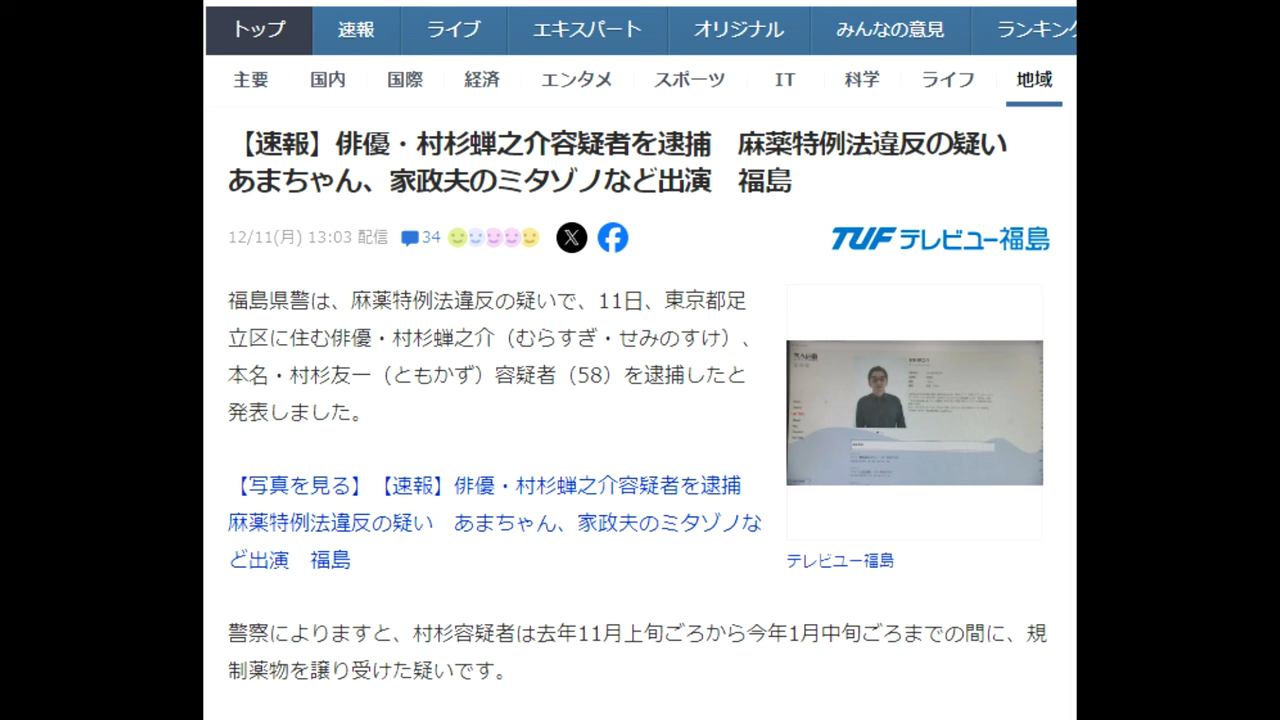 トップ 速報 ライブ エキスパート オリジナル みんなの意見 ランキング
主要 国内 国際 経済 エンタメ スポーツ IT 科学 ライフ 地域
【速報】俳優・村杉蝉之介容疑者を逮捕　麻薬特例法違反の疑い
あまちゃん、家政夫のミタゾノなど出演　福島
12/11(月) 13:03 配信 34
TUF テレビユー福島
福島県警は、麻薬特例法違反の疑いで、11日、東京都足
立区に住む俳優・村杉蝉之介（むらすぎ・せみのすけ）、
本名・村杉友一（ともかず）容疑者（58）を逮捕したと
発表しました。
【写真を見る】【速報】俳優・村杉蝉之介容疑者を逮捕
麻薬特例法違反の疑い　あまちゃん、家政夫のミタゾノな
ど出演　福島
テレビユー福島
警察によりますと、村杉容疑者は去年11月上旬ごろから今年1月中旬ごろまでの間に、規
制薬物を譲り受けた疑いです。